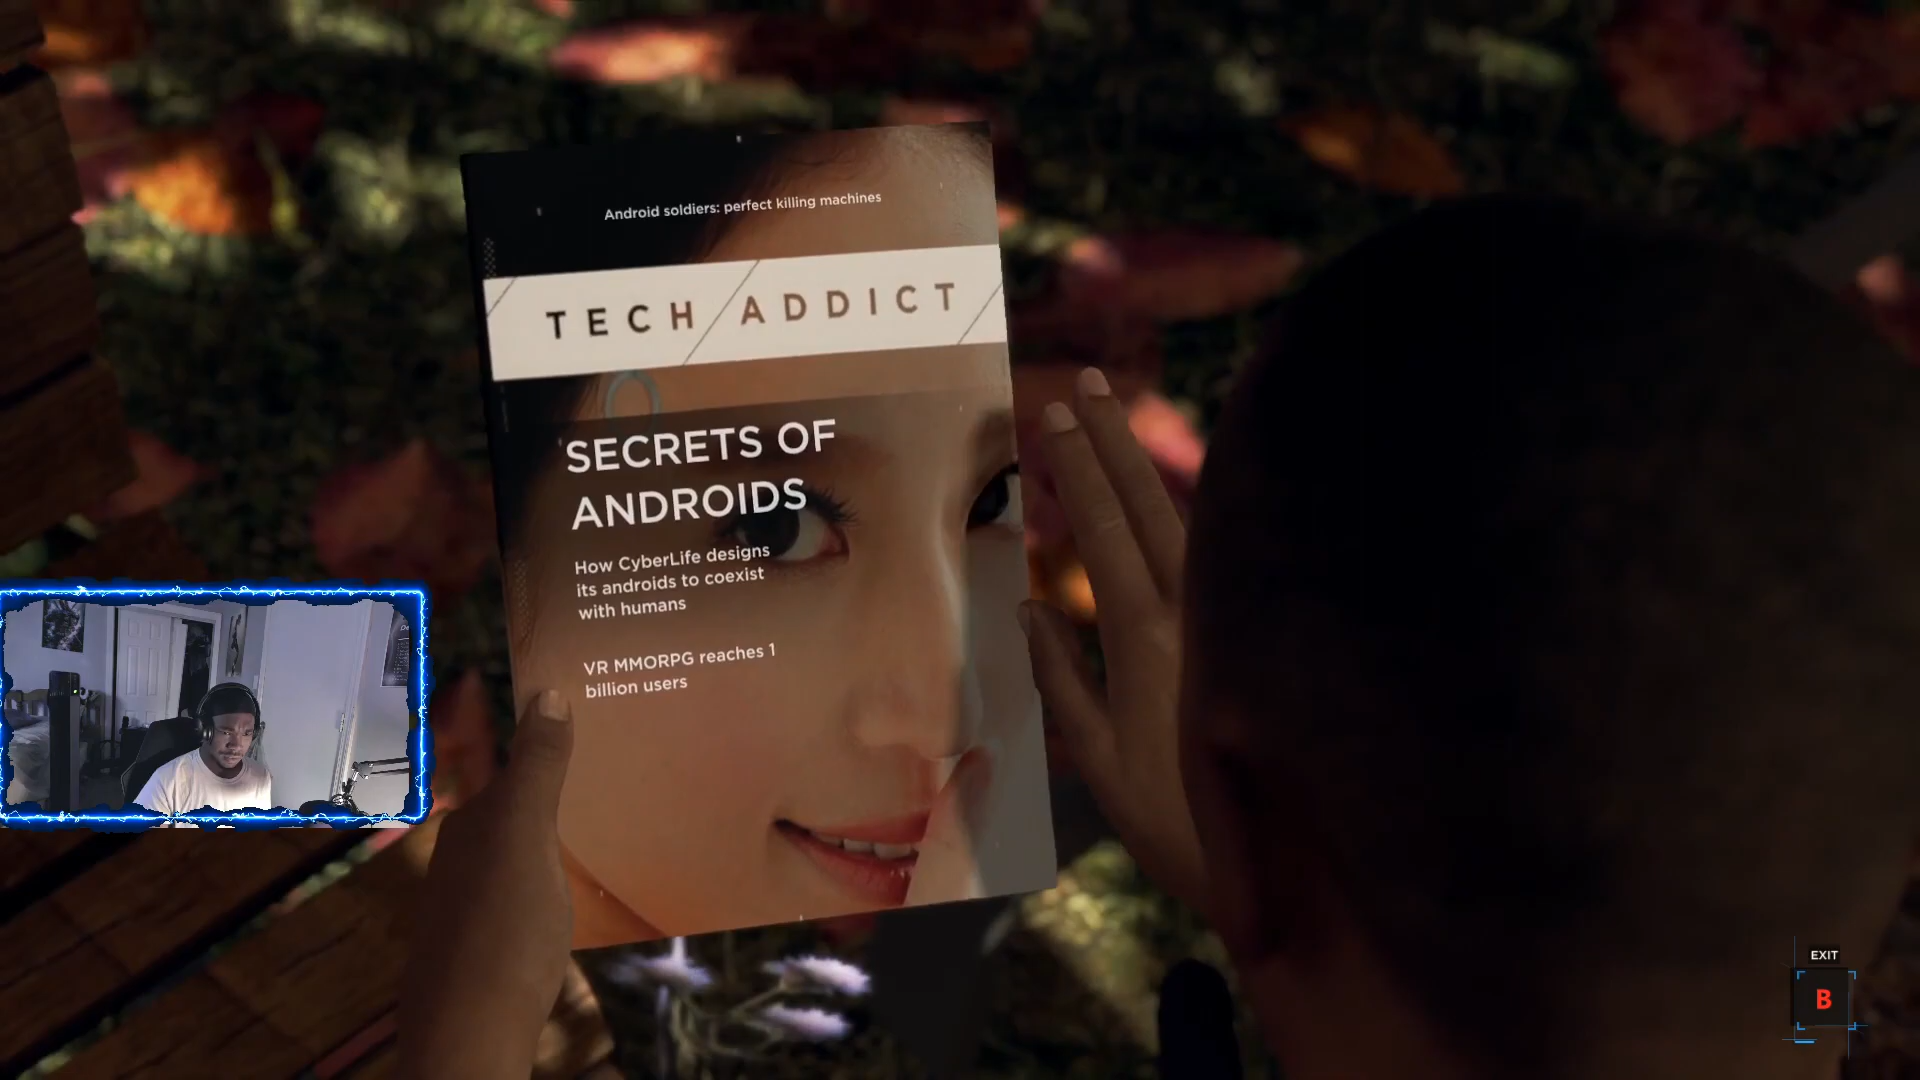 Android soldiers: perfect killing machines
TECH ADDICT
SECRETS OF
ANDROIDS
How CyberLife designs
its androids to coexist
with humans
VR MMORPG reaches 1
billion users
EXIT
B